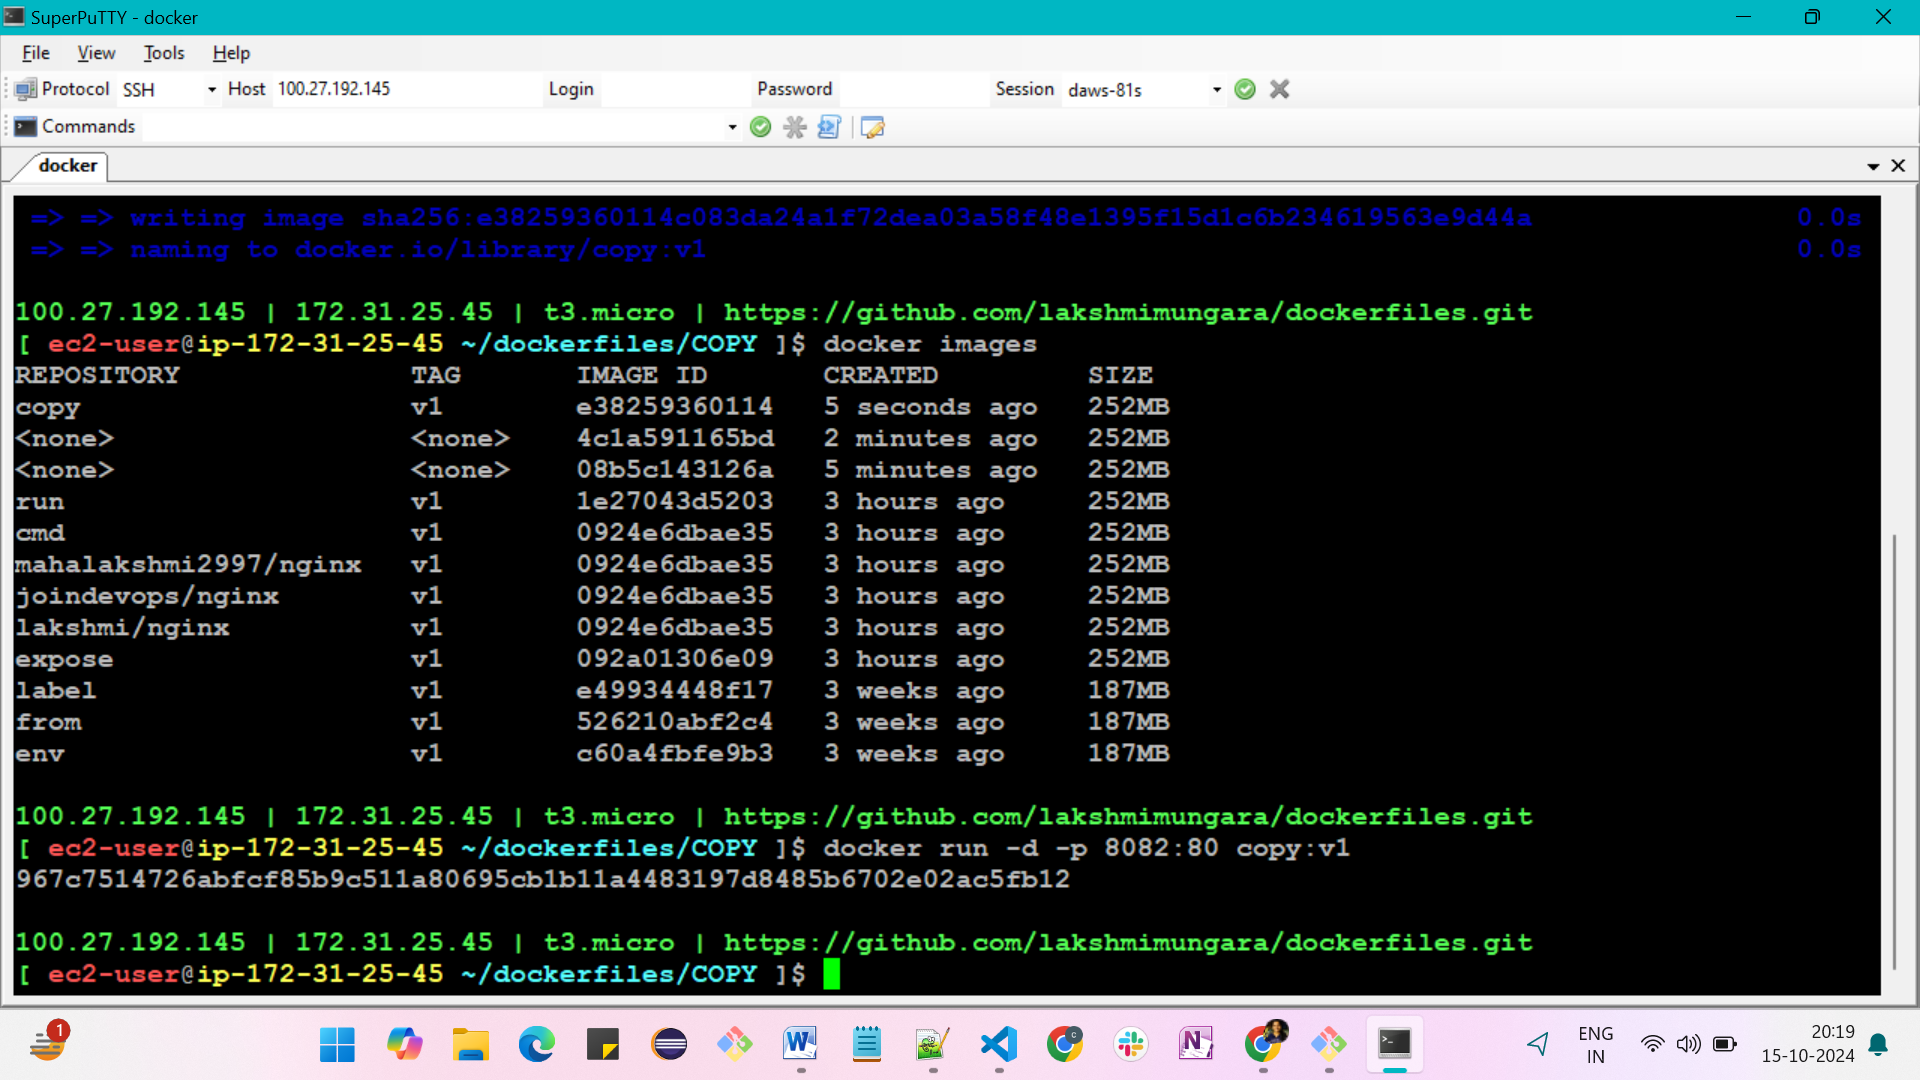 SuperPuTTY - docker
File View Tools Help
Protocol SSH Host 100.27.192.145 Login Password Session daws-81s
Commands
docker
=> => writing image sha256:e38259360114c083da24a1f72dea03a58f48e1395f15d1c6b234619563e9d44a 0.0s
=> => naming to docker.io/library/copy:v1 0.0s
100.27.192.145 | 172.31.25.45 | t3.micro | https://github.com/lakshmimungara/dockerfiles.git
[ ec2-user@ip-172-31-25-45 ~/dockerfiles/COPY ]$ docker images
REPOSITORY TAG IMAGE ID CREATED SIZE
copy v1 e38259360114 5 seconds ago 252MB
<none> <none> 4c1a591165bd 2 minutes ago 252MB
<none> <none> 08b5c143126a 5 minutes ago 252MB
run v1 1e27043d5203 3 hours ago 252MB
cmd v1 0924e6dbae35 3 hours ago 252MB
mahalakshmi2997/nginx v1 0924e6dbae35 3 hours ago 252MB
joindevops/nginx v1 0924e6dbae35 3 hours ago 252MB
lakshmi/nginx v1 0924e6dbae35 3 hours ago 252MB
expose v1 092a01306e09 3 hours ago 252MB
label v1 e49934448f17 3 weeks ago 187MB
from v1 526210abf2c4 3 weeks ago 187MB
env v1 c60a4fbfe9b3 3 weeks ago 187MB
100.27.192.145 | 172.31.25.45 | t3.micro | https://github.com/lakshmimungara/dockerfiles.git
[ ec2-user@ip-172-31-25-45 ~/dockerfiles/COPY ]$ docker run -d -p 8082:80 copy:v1
967c7514726abfcf85b9c511a80695cb1b11a4483197d8485b6702e02ac5fb12
100.27.192.145 | 172.31.25.45 | t3.micro | https://github.com/lakshmimungara/dockerfiles.git
[ ec2-user@ip-172-31-25-45 ~/dockerfiles/COPY ]$
1
ENG 20:19
IN 15-10-2024